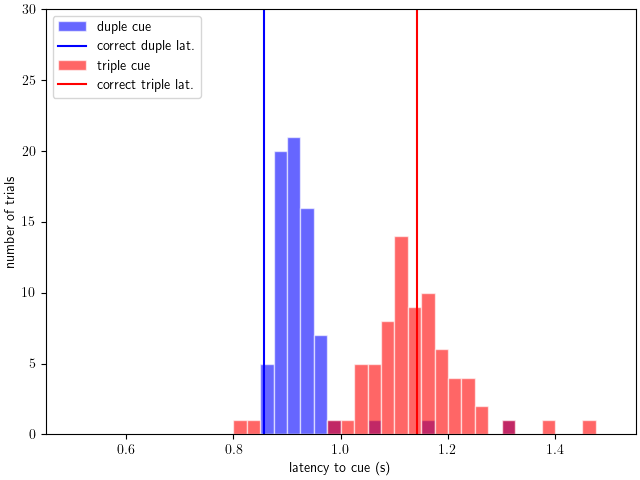 duple cue
correct duple lat.
triple cue
correct triple lat.
number of trials
30
25
20
15
10
5
0
0.6 0.8 1.0 1.2 1.4
latency to cue (s)